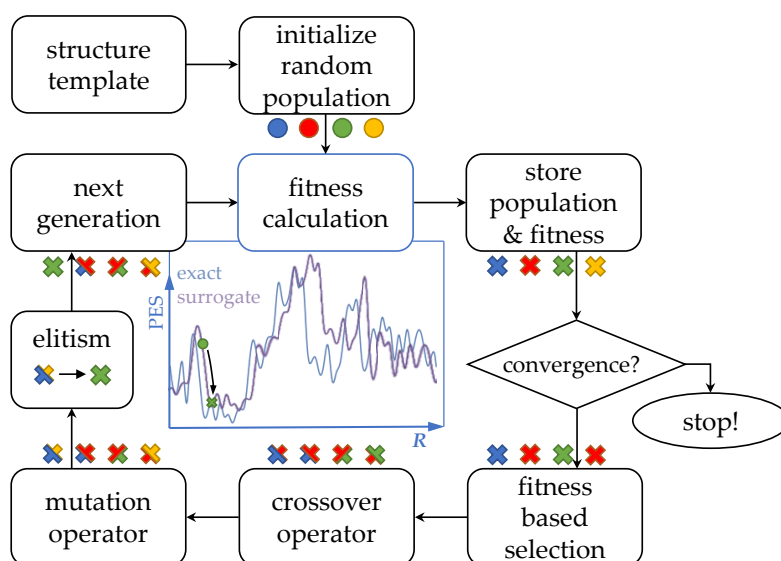 structure
template
initialize
random
population
next
generation
fitness
calculation
store
population
& fitness
exact
surrogate
PES
R
elitism
convergence?
stop!
mutation
operator
crossover
operator
fitness
based
selection